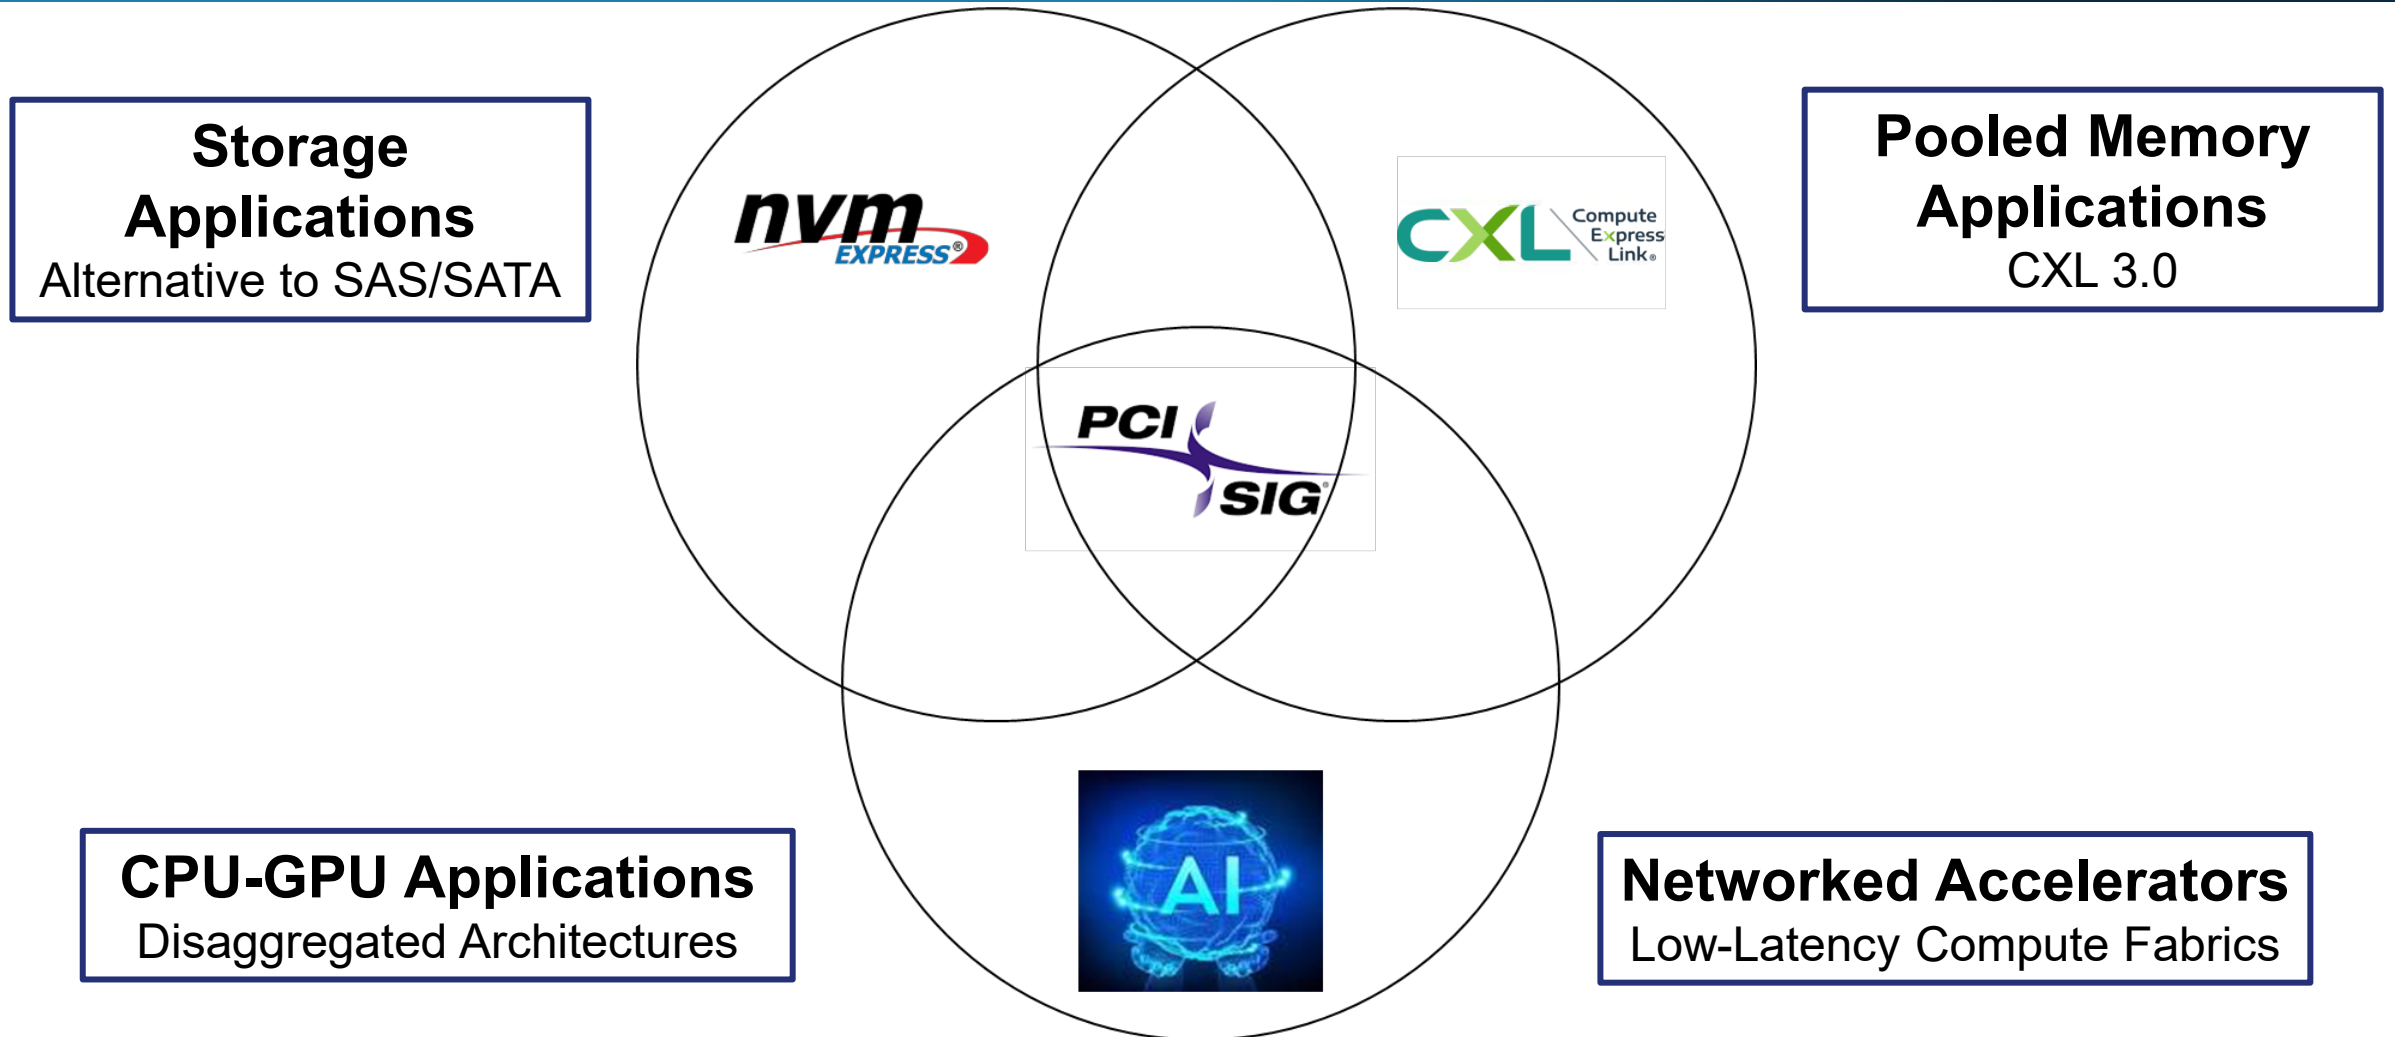 Storage
Applications
Alternative to SAS/SATA
nvm
EXPRESS®
CXL
Compute
Express
Link®
Pooled Memory
Applications
CXL 3.0
PCI
SIG®
CPU-GPU Applications
Disaggregated Architectures
AI
Networked Accelerators
Low-Latency Compute Fabrics